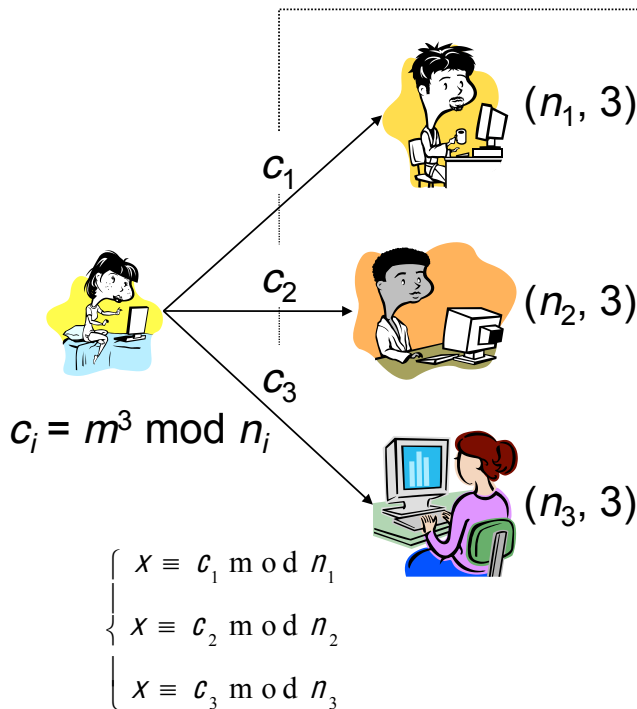 (n₁, 3)
c₁
c₂
(n₂, 3)
c₃
cᵢ = m³ mod nᵢ
(n₃, 3)
x ≡ c₁ mod n₁
x ≡ c₂ mod n₂
x ≡ c₃ mod n₃